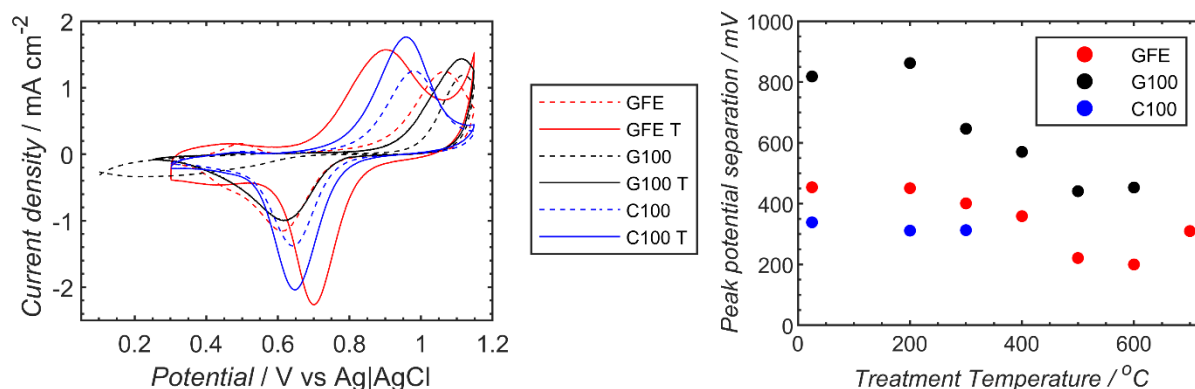 Current density / mA cm-2
2
1
0
-1
-2
0.2 0.4 0.6 0.8 1 1.2
Potential / V vs Ag|AgCl
GFE
GFE T
G100
G100 T
C100
C100 T
Peak potential separation / mV
1000
800
600
400
200
0
0 200 400 600
Treatment Temperature / oC
GFE
G100
C100